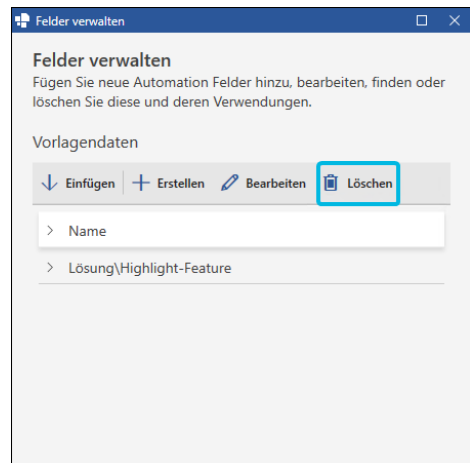 Felder verwalten
Felder verwalten
Fügen Sie neue Automation Felder hinzu, bearbeiten, finden oder
löschen Sie diese und deren Verwendungen.
Vorlagendaten
Einfügen Erstellen Bearbeiten Löschen
Name
Lösung\Highlight-Feature